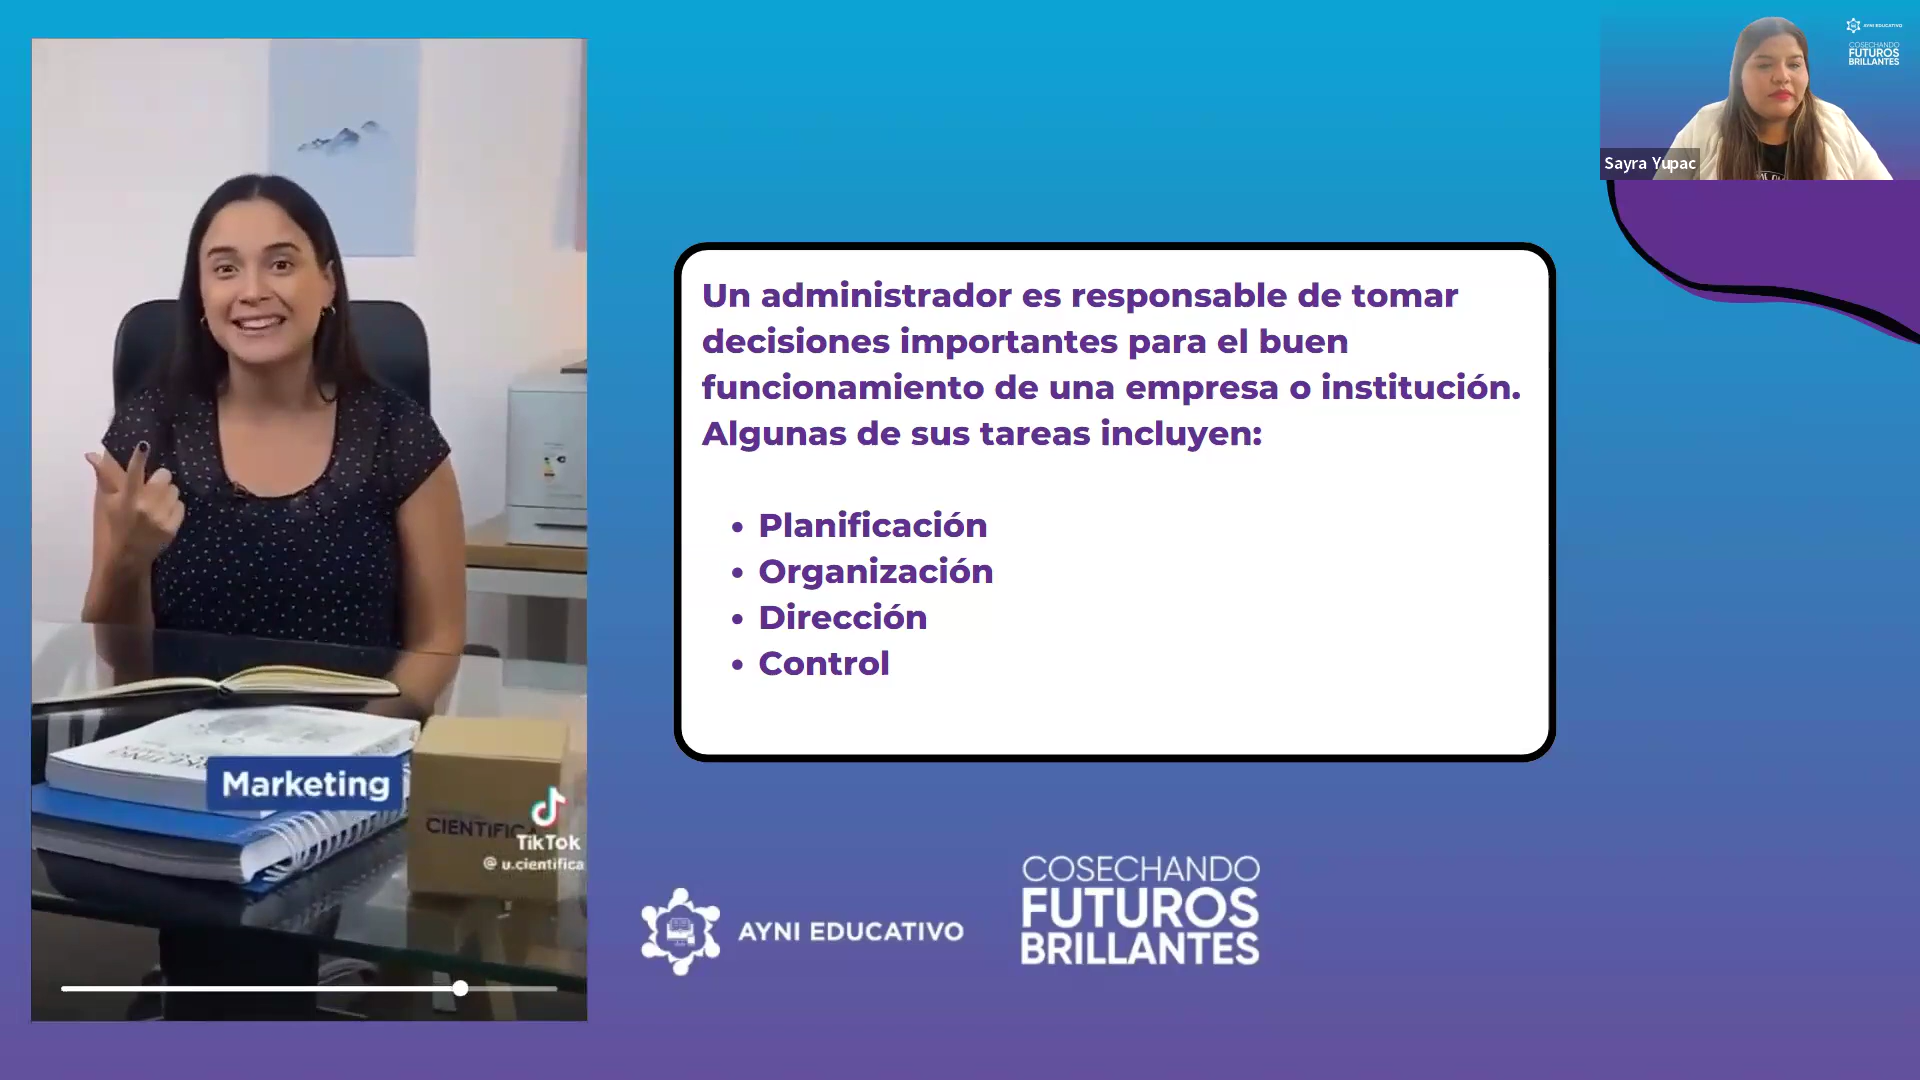 AYNI EDUCATIVO
COSECHANDO
FUTUROS
BRILLANTES
Sayra Yupac
Un administrador es responsable de tomar
decisiones importantes para el buen
funcionamiento de una empresa o institución.
Algunas de sus tareas incluyen:
• Planificación
• Organización
• Dirección
• Control
Marketing
TikTok
@ u.cientifica
AYNI EDUCATIVO
COSECHANDO
FUTUROS
BRILLANTES